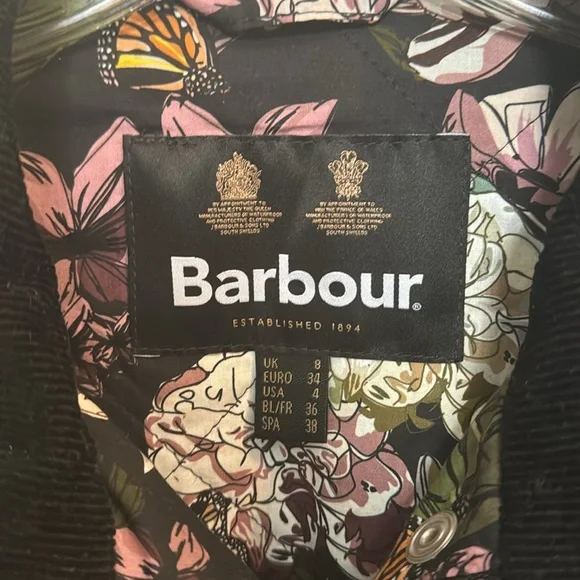 BY APPOINTMENT TO
HER MAJESTY THE QUEEN
MANUFACTURERS OF WATERPROOF
AND PROTECTIVE CLOTHING
J BARBOUR & SONS LTD
SOUTH SHIELDS
BY APPOINTMENT TO
HRH THE PRINCE OF WALES
MANUFACTURERS OF WATERPROOF
AND PROTECTIVE CLOTHING
J BARBOUR & SONS LTD
SOUTH SHIELDS
Barbour®
ESTABLISHED 1894
UK 8
EURO 34
USA 4
BL/FR 36
SPA 38